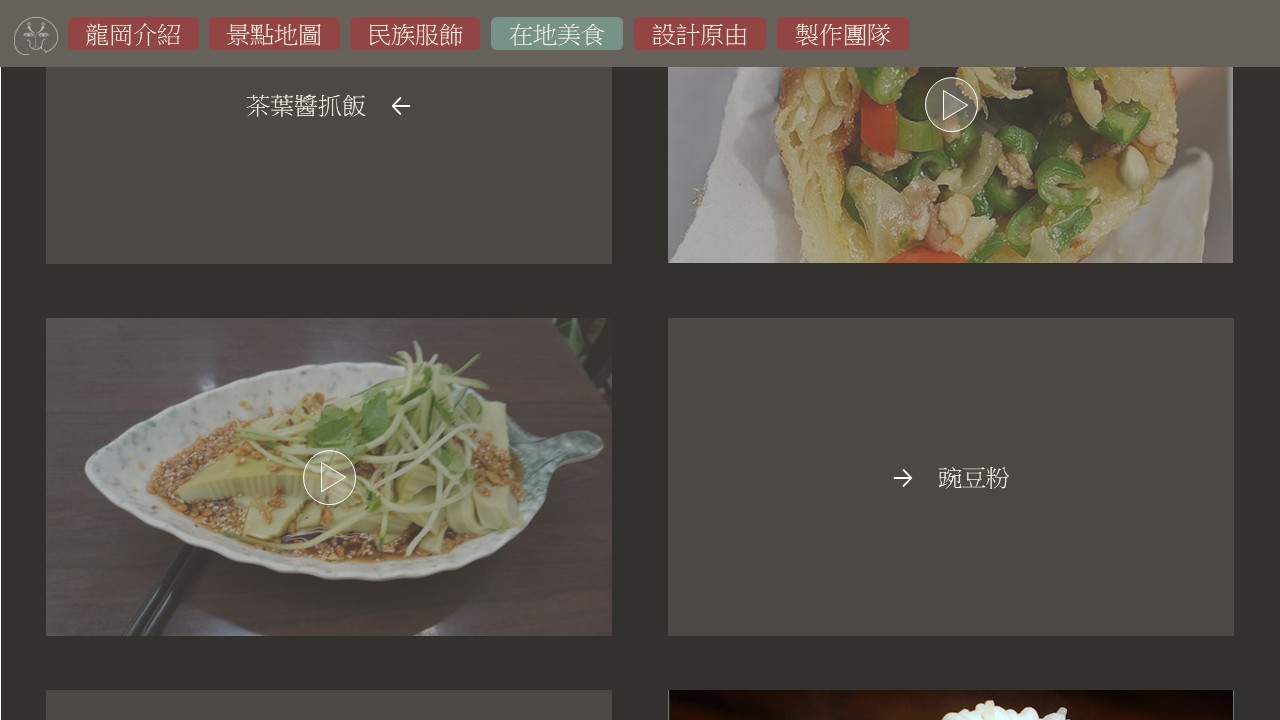 龍岡介紹
景點地圖
民族服飾
在地美食
設計原由
製作團隊
茶葉醬抓飯 ←
→ 豌豆粉